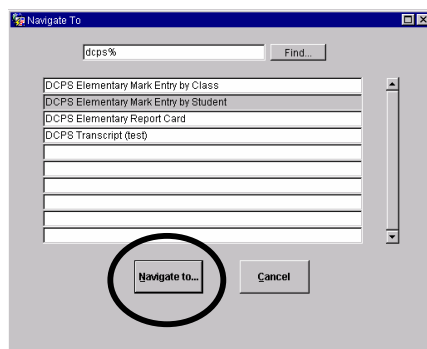 Navigate To
dcps% Find...
DCPS Elementary Mark Entry by Class
DCPS Elementary Mark Entry by Student
DCPS Elementary Report Card
DCPS Transcript (test)
Navigate to... Cancel